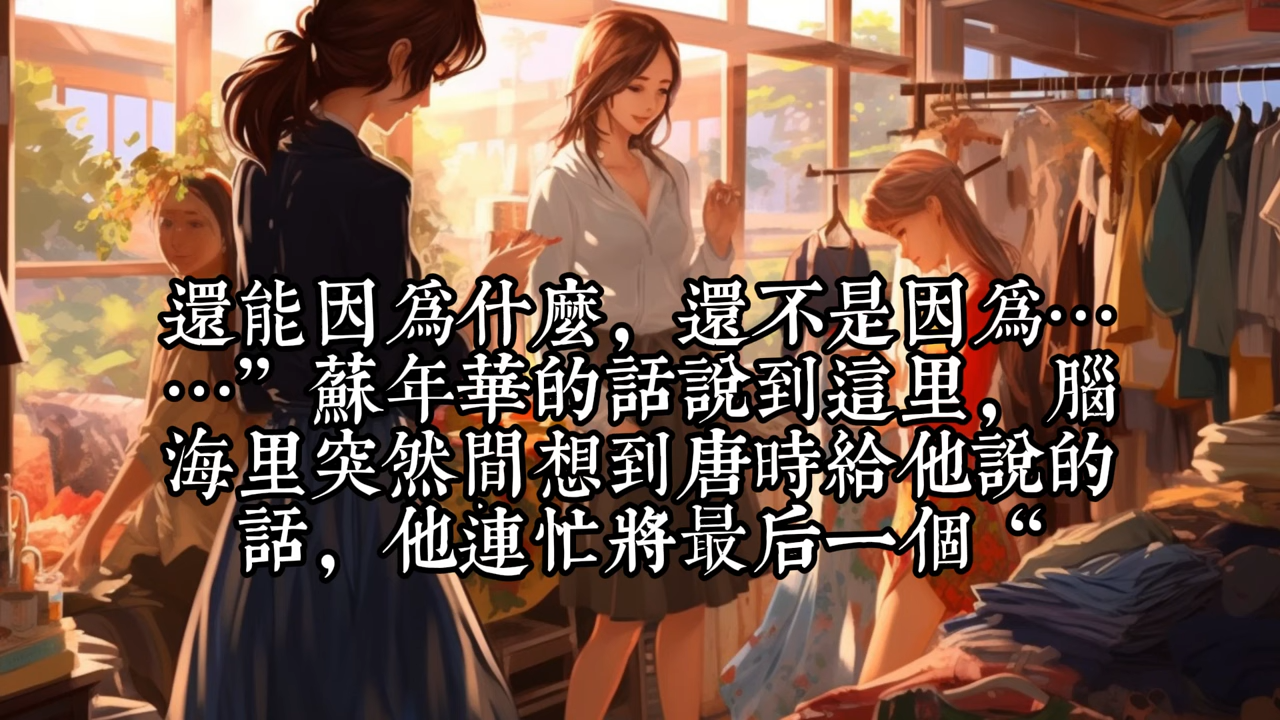 還能因爲什麼，還不是因爲…
…”蘇年華的話說到這里，腦
海里突然間想到唐時給他說的
話，他連忙將最后一個“